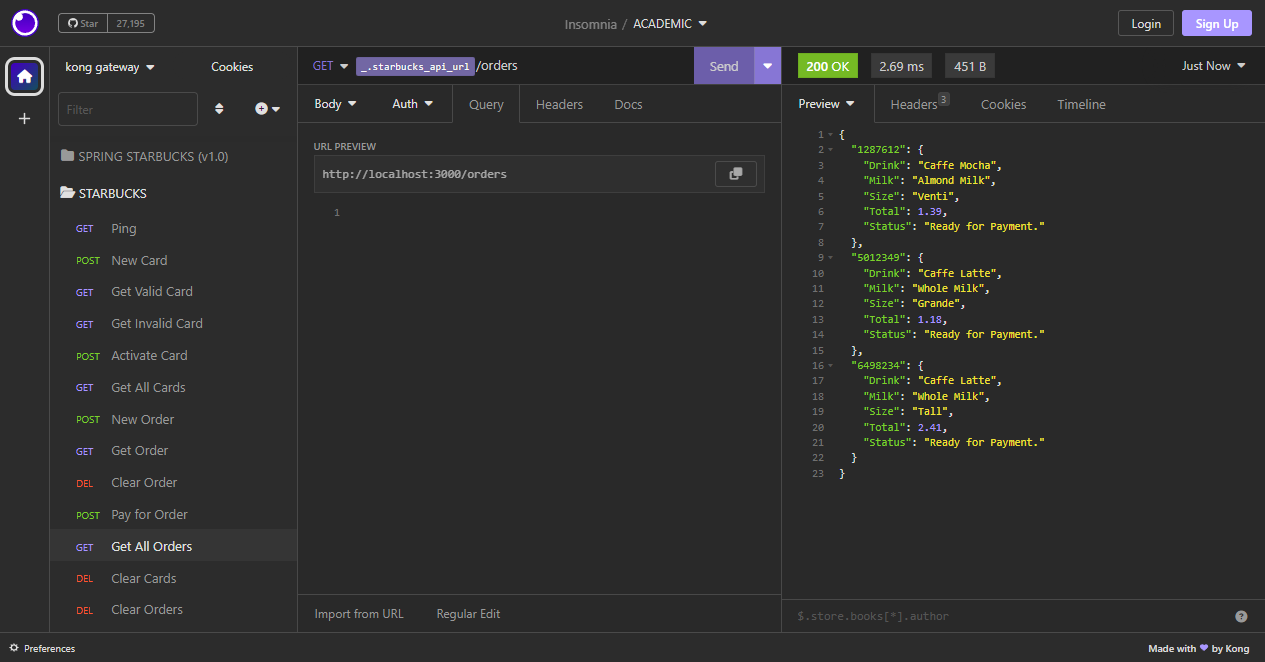 Star 27,195
Insomnia / ACADEMIC
Login
Sign Up
kong gateway
Cookies
Filter
SPRING STARBUCKS (v1.0)
STARBUCKS
GET Ping
POST New Card
GET Get Valid Card
GET Get Invalid Card
POST Activate Card
GET Get All Cards
POST New Order
GET Get Order
DEL Clear Order
POST Pay for Order
GET Get All Orders
DEL Clear Cards
DEL Clear Orders
GET _.starbucks_api_url /orders
Send
Body Auth Query Headers Docs
URL PREVIEW
http://localhost:3000/orders
1
Import from URL Regular Edit
200 OK 2.69 ms 451 B Just Now
Preview Headers 3 Cookies Timeline
1 {
2 "1287612": {
3 "Drink": "Caffe Mocha",
4 "Milk": "Almond Milk",
5 "Size": "Venti",
6 "Total": 1.39,
7 "Status": "Ready for Payment."
8 },
9 "5012349": {
10 "Drink": "Caffe Latte",
11 "Milk": "Whole Milk",
12 "Size": "Grande",
13 "Total": 1.18,
14 "Status": "Ready for Payment."
15 },
16 "6498234": {
17 "Drink": "Caffe Latte",
18 "Milk": "Whole Milk",
19 "Size": "Tall",
20 "Total": 2.41,
21 "Status": "Ready for Payment."
22 }
23 }
$.store.books[*].author
Preferences
Made with ♥ by Kong